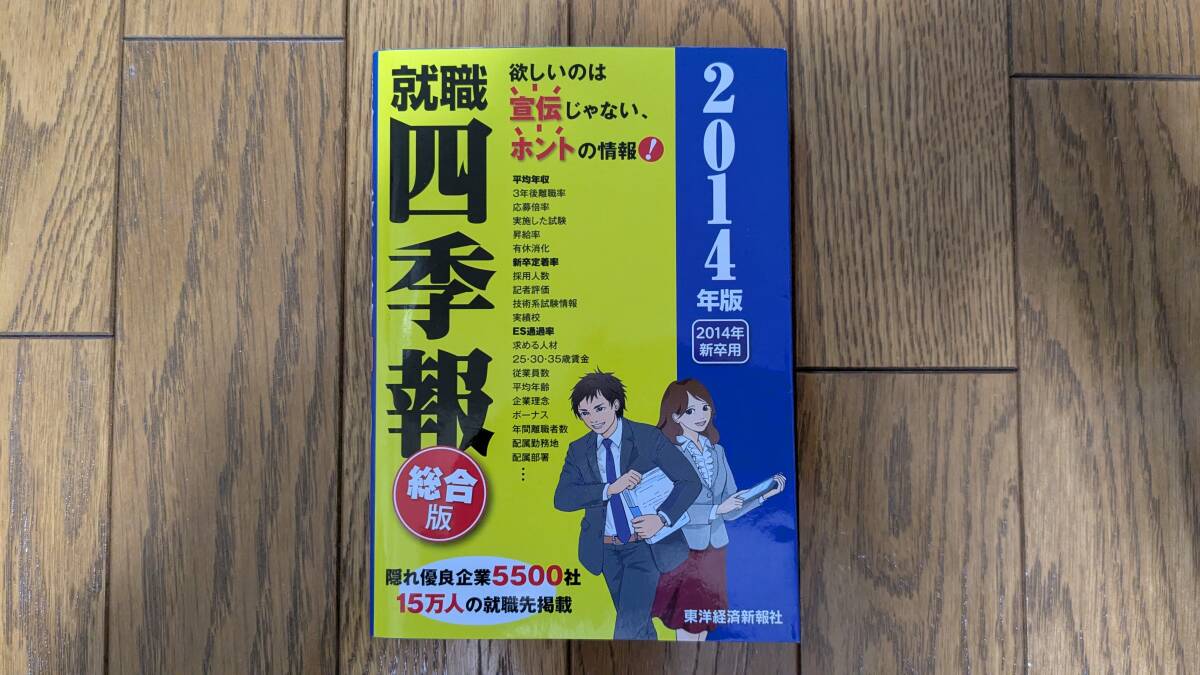 就職
四季報
総合
版
欲しいのは
宣伝じゃない、
ホントの情報!
平均年収
3年後離職率
応募倍率
実施した試験
昇給率
有休消化
新卒定着率
採用人数
記者評価
技術系試験情報
実績校
ES通過率
求める人材
25・30・35歳賃金
従業員数
平均年齢
企業理念
ボーナス
年間離職者数
配属勤務地
配属部署
⋮
2014
年版
2014年
新卒用
隠れ優良企業5500社
15万人の就職先掲載
東洋経済新報社